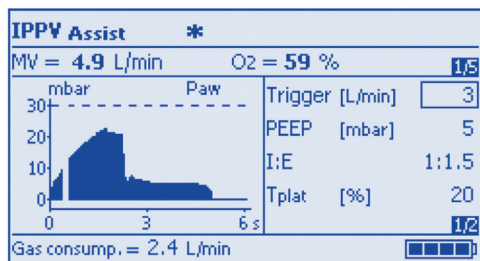 IPPV Assist *
MV = 4.9 L/min O2 = 59 % 1/5
mbar Paw
30
20
10
0
0 3 6 s
Trigger [L/min] 3
PEEP [mbar] 5
I:E 1:1.5
Tplat [%] 20
1/2
Gas consump. = 2.4 L/min